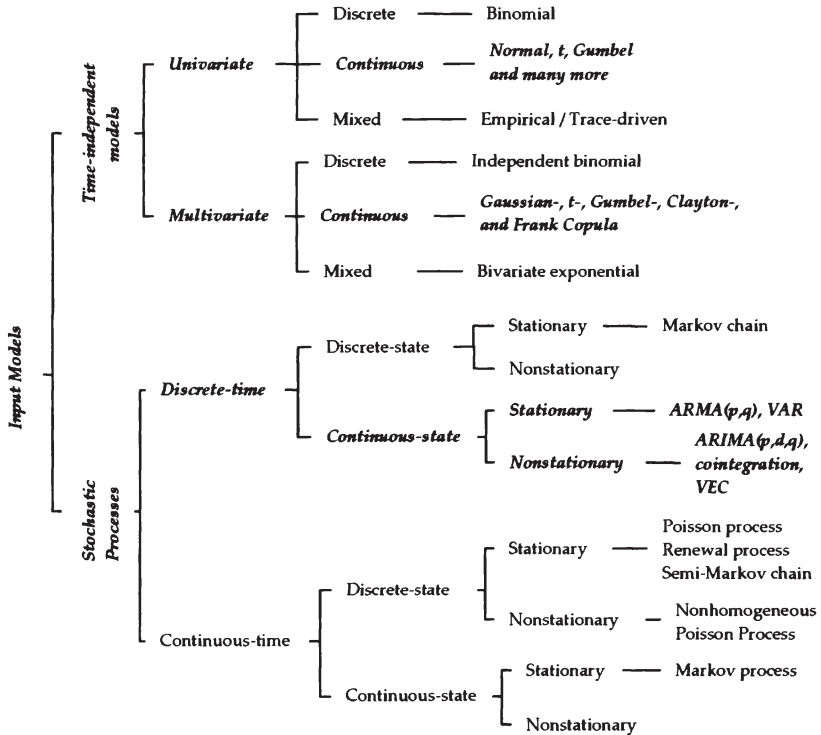 Input Models
Time-independent
models
Univariate
Discrete
Binomial
Continuous
Normal, t, Gumbel
and many more
Mixed
Empirical / Trace-driven
Multivariate
Discrete
Independent binomial
Continuous
Gaussian-, t-, Gumbel-, Clayton-,
and Frank Copula
Mixed
Bivariate exponential
Stochastic
Processes
Discrete-time
Discrete-state
Stationary
Markov chain
Nonstationary
Continuous-state
Stationary
ARMA(p,q), VAR
Nonstationary
ARIMA(p,d,q),
cointegration,
VEC
Continuous-time
Discrete-state
Stationary
Poisson process
Renewal process
Semi-Markov chain
Nonstationary
Nonhomogeneous
Poisson Process
Continuous-state
Stationary
Markov process
Nonstationary